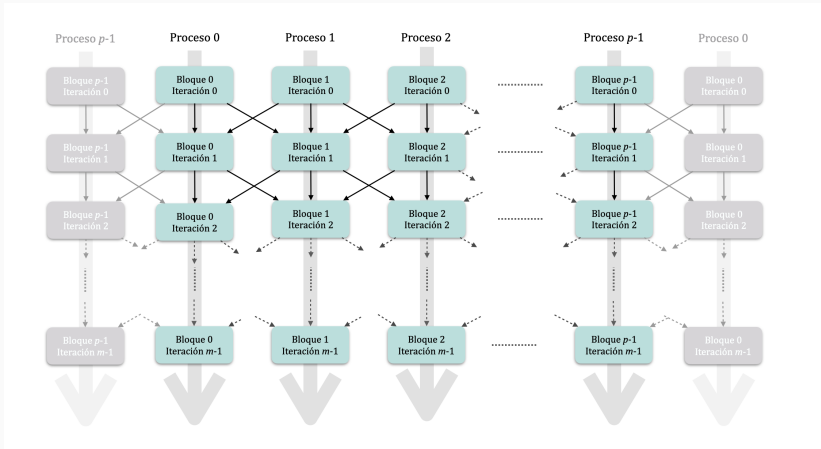 Proceso p-1 Proceso 0 Proceso 1 Proceso 2 Proceso p-1 Proceso 0
Bloque p-1 Bloque 0 Bloque 1 Bloque 2 Bloque p-1 Bloque 0
Iteración 0 Iteración 0 Iteración 0 Iteración 0 Iteración 0 Iteración 0
Bloque p-1 Bloque 0 Bloque 1 Bloque 2 Bloque p-1 Bloque 0
Iteración 1 Iteración 1 Iteración 1 Iteración 1 Iteración 1 Iteración 1
Bloque p-1 Bloque 0 Bloque 1 Bloque 2 Bloque p-1 Bloque 0
Iteración 2 Iteración 2 Iteración 2 Iteración 2 Iteración 2 Iteración 2
Bloque p-1 Bloque 0 Bloque 1 Bloque 2 Bloque p-1 Bloque 0
Iteración m-1 Iteración m-1 Iteración m-1 Iteración m-1 Iteración m-1 Iteración m-1